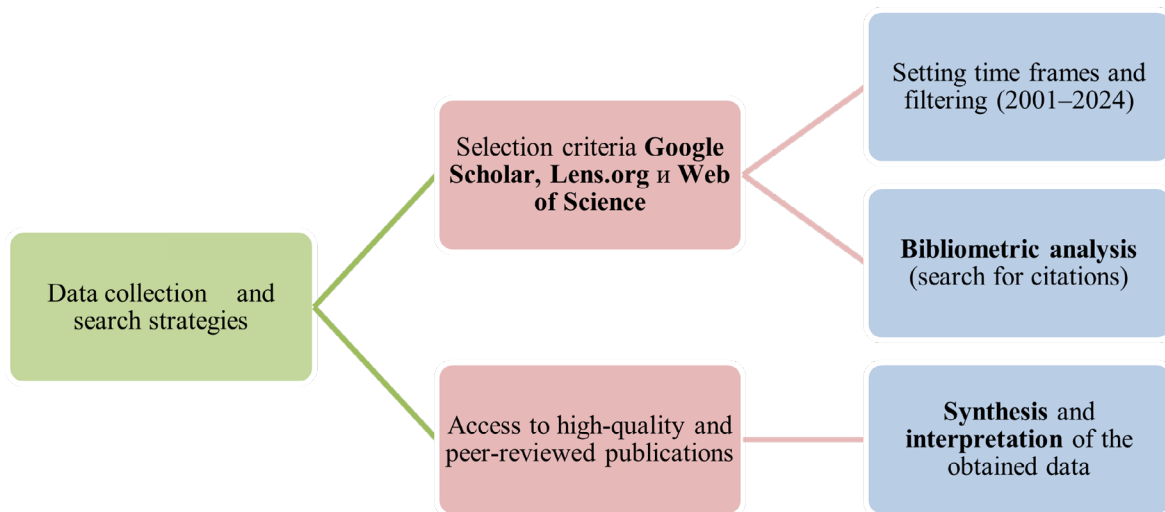 Data collection and
search strategies
Selection criteria Google
Scholar, Lens.org и Web
of Science
Access to high-quality and
peer-reviewed publications
Setting time frames and
filtering (2001–2024)
Bibliometric analysis
(search for citations)
Synthesis and
interpretation of the
obtained data